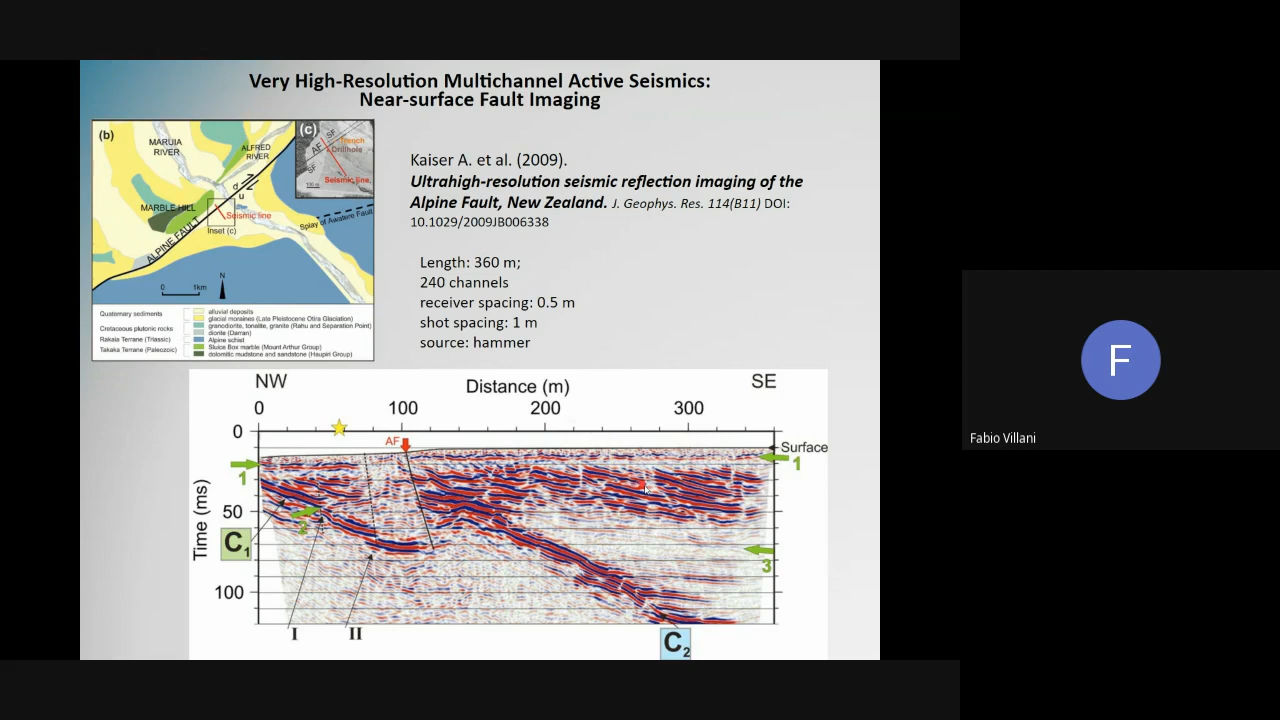 Very High-Resolution Multichannel Active Seismics:
Near-surface Fault Imaging
(b)
MARUIA
RIVER
ALFRED
RIVER
MARBLE HILL
ALPINE FAULT
d
u
Seismic line
Inset (c)
Splay of Awatere Fault
N
0 1km
(c)
SF
AF
SF
Trench
Drillhole
Seismic line
100 m
Quaternary sediments
Cretaceous plutonic rocks
Rakaia Terrane (Triassic)
Takaka Terrane (Paleozoic)
alluvial deposits
glacial moraines (Late Pleistocene Otira Glaciation)
granodiorite, tonalite, granite (Rahu and Separation Point)
diorite (Darran)
Alpine schist
Sluice Box marble (Mount Arthur Group)
dolomitic mudstone and sandstone (Haupiri Group)
Kaiser A. et al. (2009).
Ultrahigh-resolution seismic reflection imaging of the
Alpine Fault, New Zealand. J. Geophys. Res. 114(B11) DOI:
10.1029/2009JB006338
Length: 360 m;
240 channels
receiver spacing: 0.5 m
shot spacing: 1 m
source: hammer
NW Distance (m) SE
0 100 200 300
0
AF
Surface
1
1
Time (ms)
50
2
C1
3
100
I II
C2
F
Fabio Villani